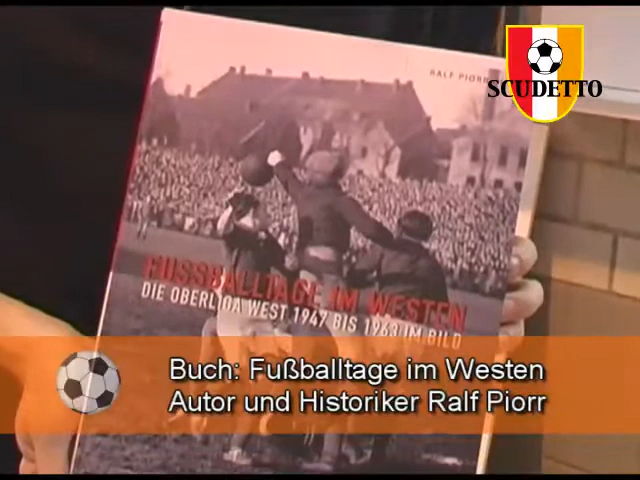 RALF PIORR
SCUDETTO
FUSSBALLTAGE IM WESTEN
DIE OBERLIGA WEST 1947 BIS 1963 IM BILD
Buch: Fußballtage im Westen
Autor und Historiker Ralf Piorr